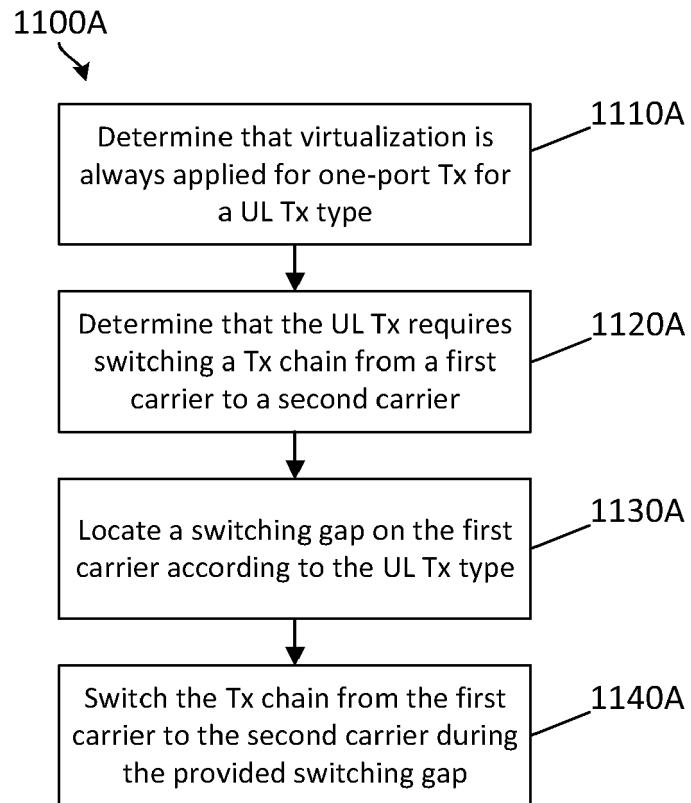 1100A
Determine that virtualization is
always applied for one-port Tx for
a UL Tx type
1110A
Determine that the UL Tx requires
switching a Tx chain from a first
carrier to a second carrier
1120A
Locate a switching gap on the first
carrier according to the UL Tx type
1130A
Switch the Tx chain from the first
carrier to the second carrier during
the provided switching gap
1140A